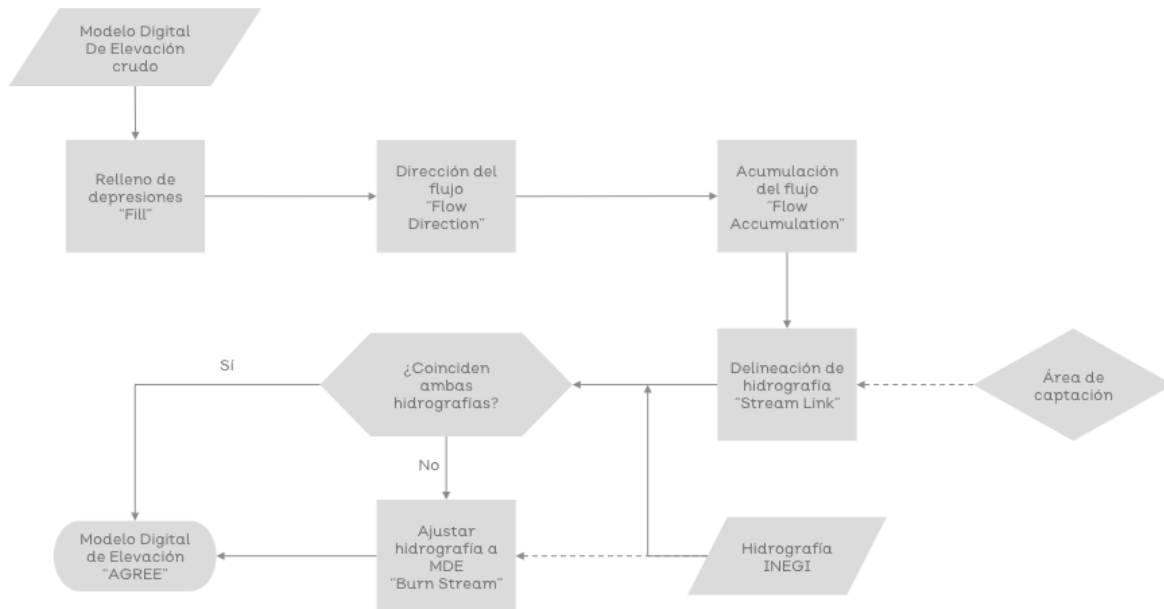 Modelo Digital
De Elevación
crudo
Relleno de
depresiones
"Fill"
Dirección del
flujo
"Flow
Direction"
Acumulación
del flujo
"Flow
Accumulation"
Sí
¿Coinciden
ambas
hidrografías?
Delineación de
hidrografía
"Stream Link"
Área de
captación
No
Modelo Digital
de Elevación
"AGREE"
Ajustar
hidrografía a
MDE
"Burn Stream"
Hidrografía
INEGI